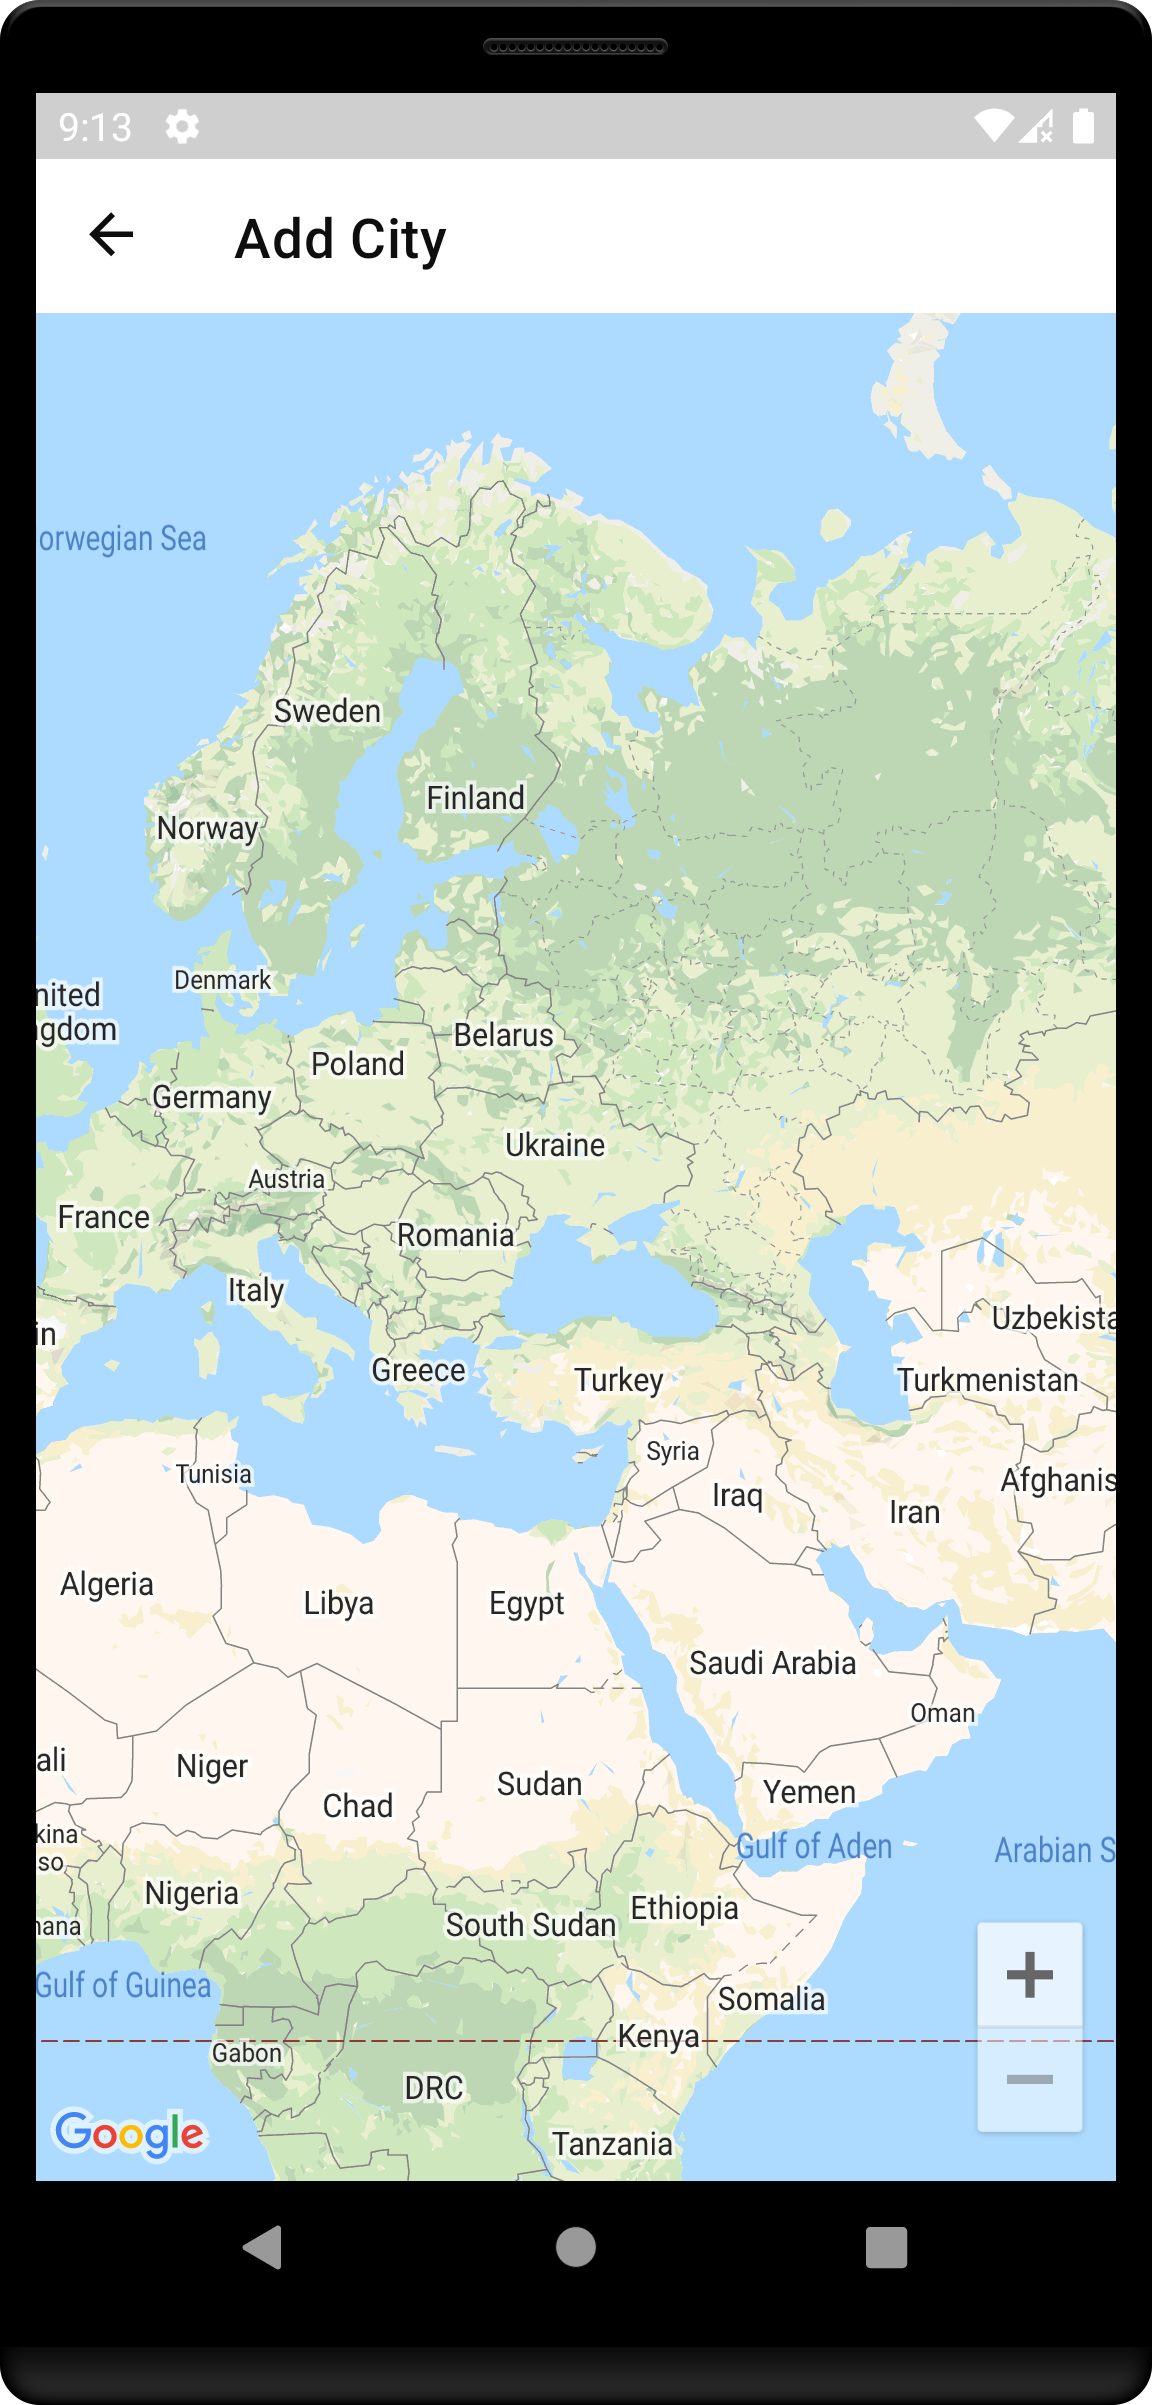 9:13
Add City
orwegian Sea
Sweden
Finland
Norway
Denmark
nited
gdom
Belarus
Poland
Germany
Ukraine
Austria
France
Romania
Italy
Uzbekista
in
Greece
Turkey
Turkmenistan
Syria
Tunisia
Afghanis
Iraq
Iran
Algeria
Libya
Egypt
Saudi Arabia
Oman
ali
Niger
Sudan
Yemen
Chad
kina
so
Gulf of Aden
Arabian S
Nigeria
Ethiopia
South Sudan
ana
Gulf of Guinea
Somalia
Kenya
Gabon
DRC
Google
Tanzania